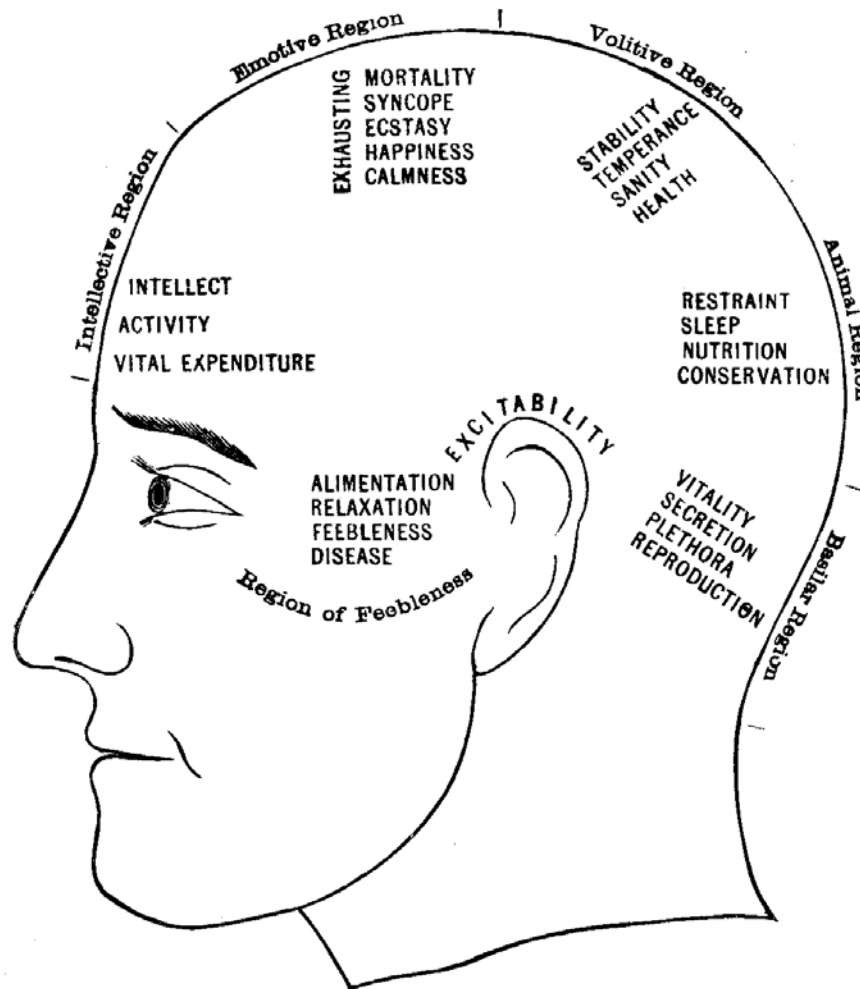 Emotive Region
Volitive Region
Intellective Region
Animal Region
Basilar Region
EXHAUSTING
MORTALITY
SYNCOPE
ECSTASY
HAPPINESS
CALMNESS
STABILITY
TEMPERANCE
SANITY
HEALTH
INTELLECT
ACTIVITY
VITAL EXPENDITURE
RESTRAINT
SLEEP
NUTRITION
CONSERVATION
EXCITABILITY
ALIMENTATION
RELAXATION
FEEBLENESS
DISEASE
Region of Feebleness
VITALITY
SECRETION
PLETHORA
REPRODUCTION